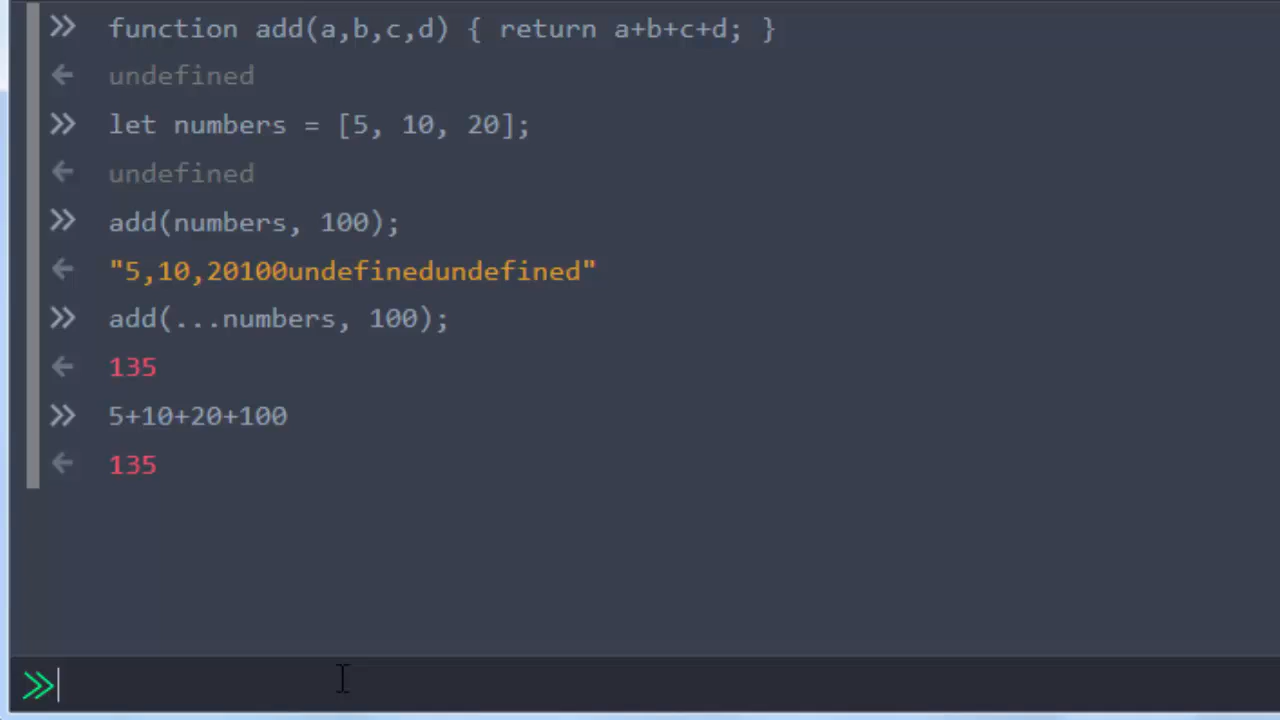 >> function add(a,b,c,d) { return a+b+c+d; }
← undefined
>> let numbers = [5, 10, 20];
← undefined
>> add(numbers, 100);
← "5,10,20100undefinedundefined"
>> add(...numbers, 100);
← 135
>> 5+10+20+100
← 135
>>